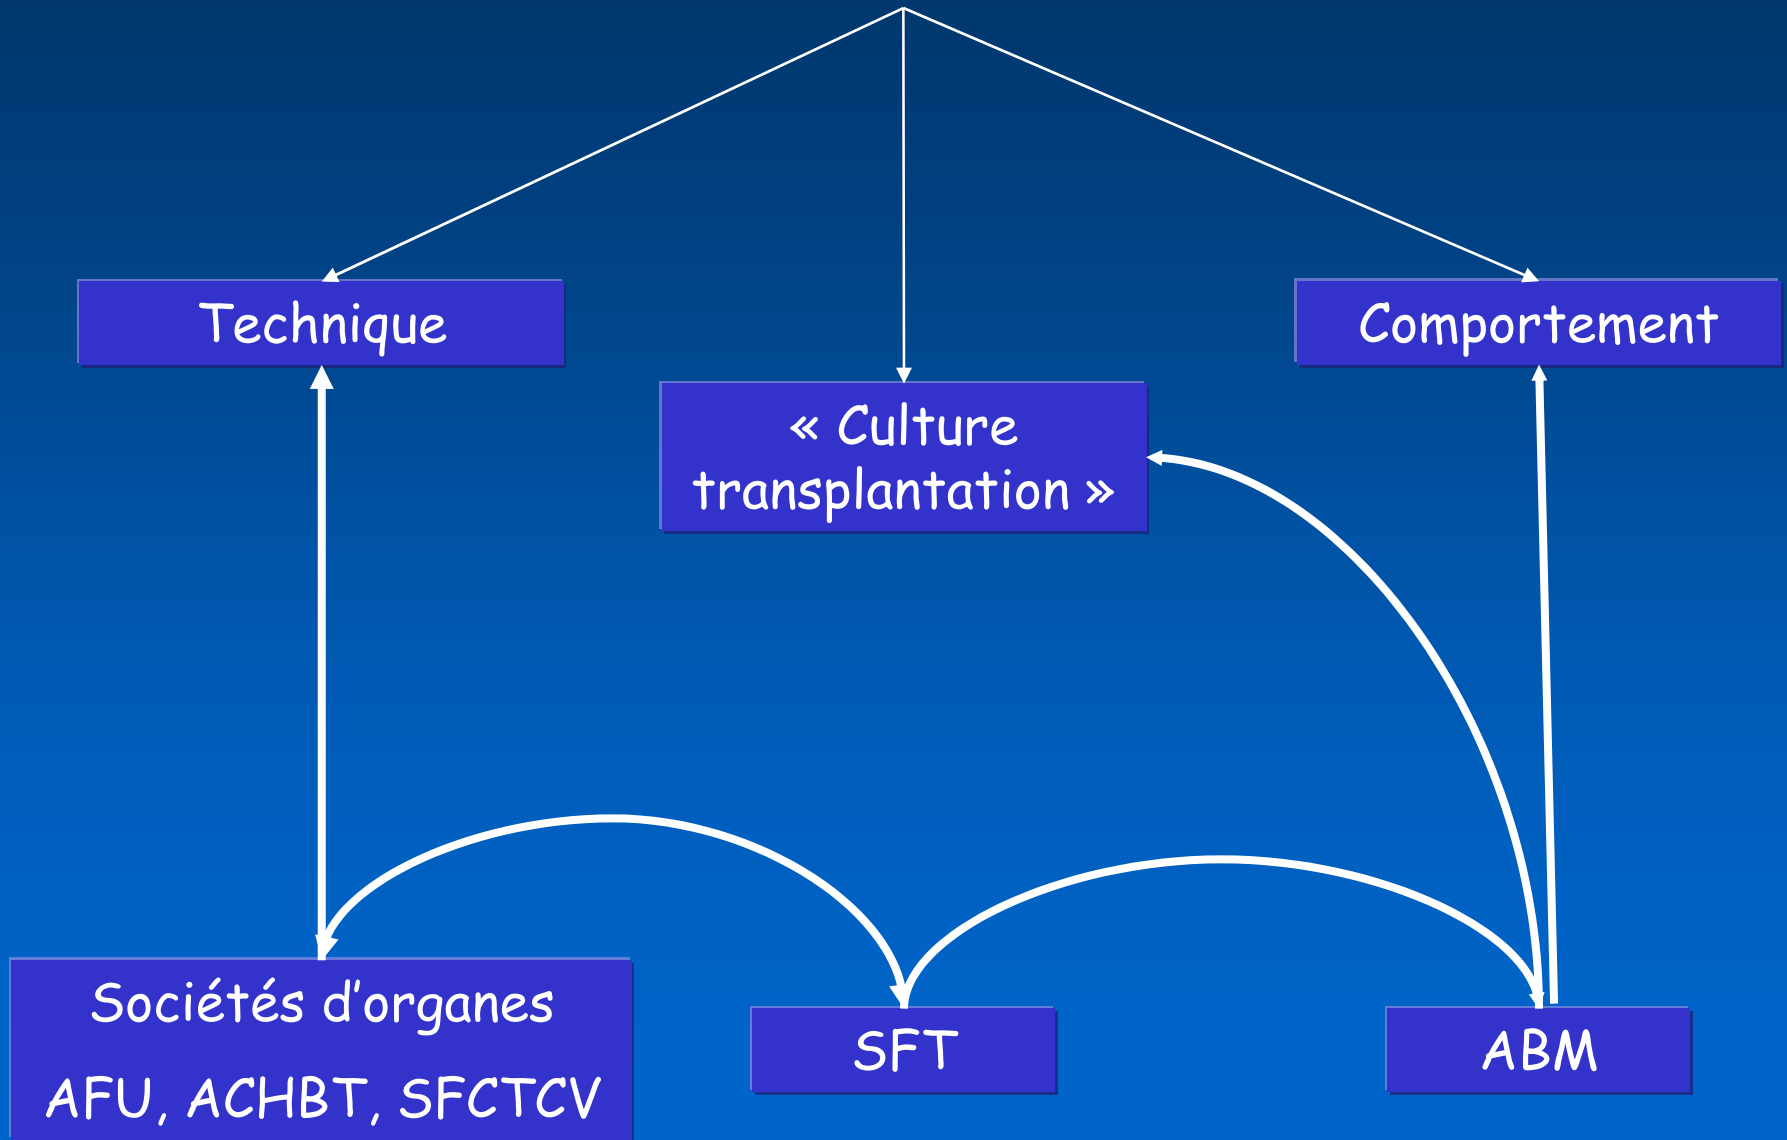 Technique
Comportement
« Culture
transplantation »
Sociétés d’organes
AFU, ACHBT, SFCTCV
SFT
ABM